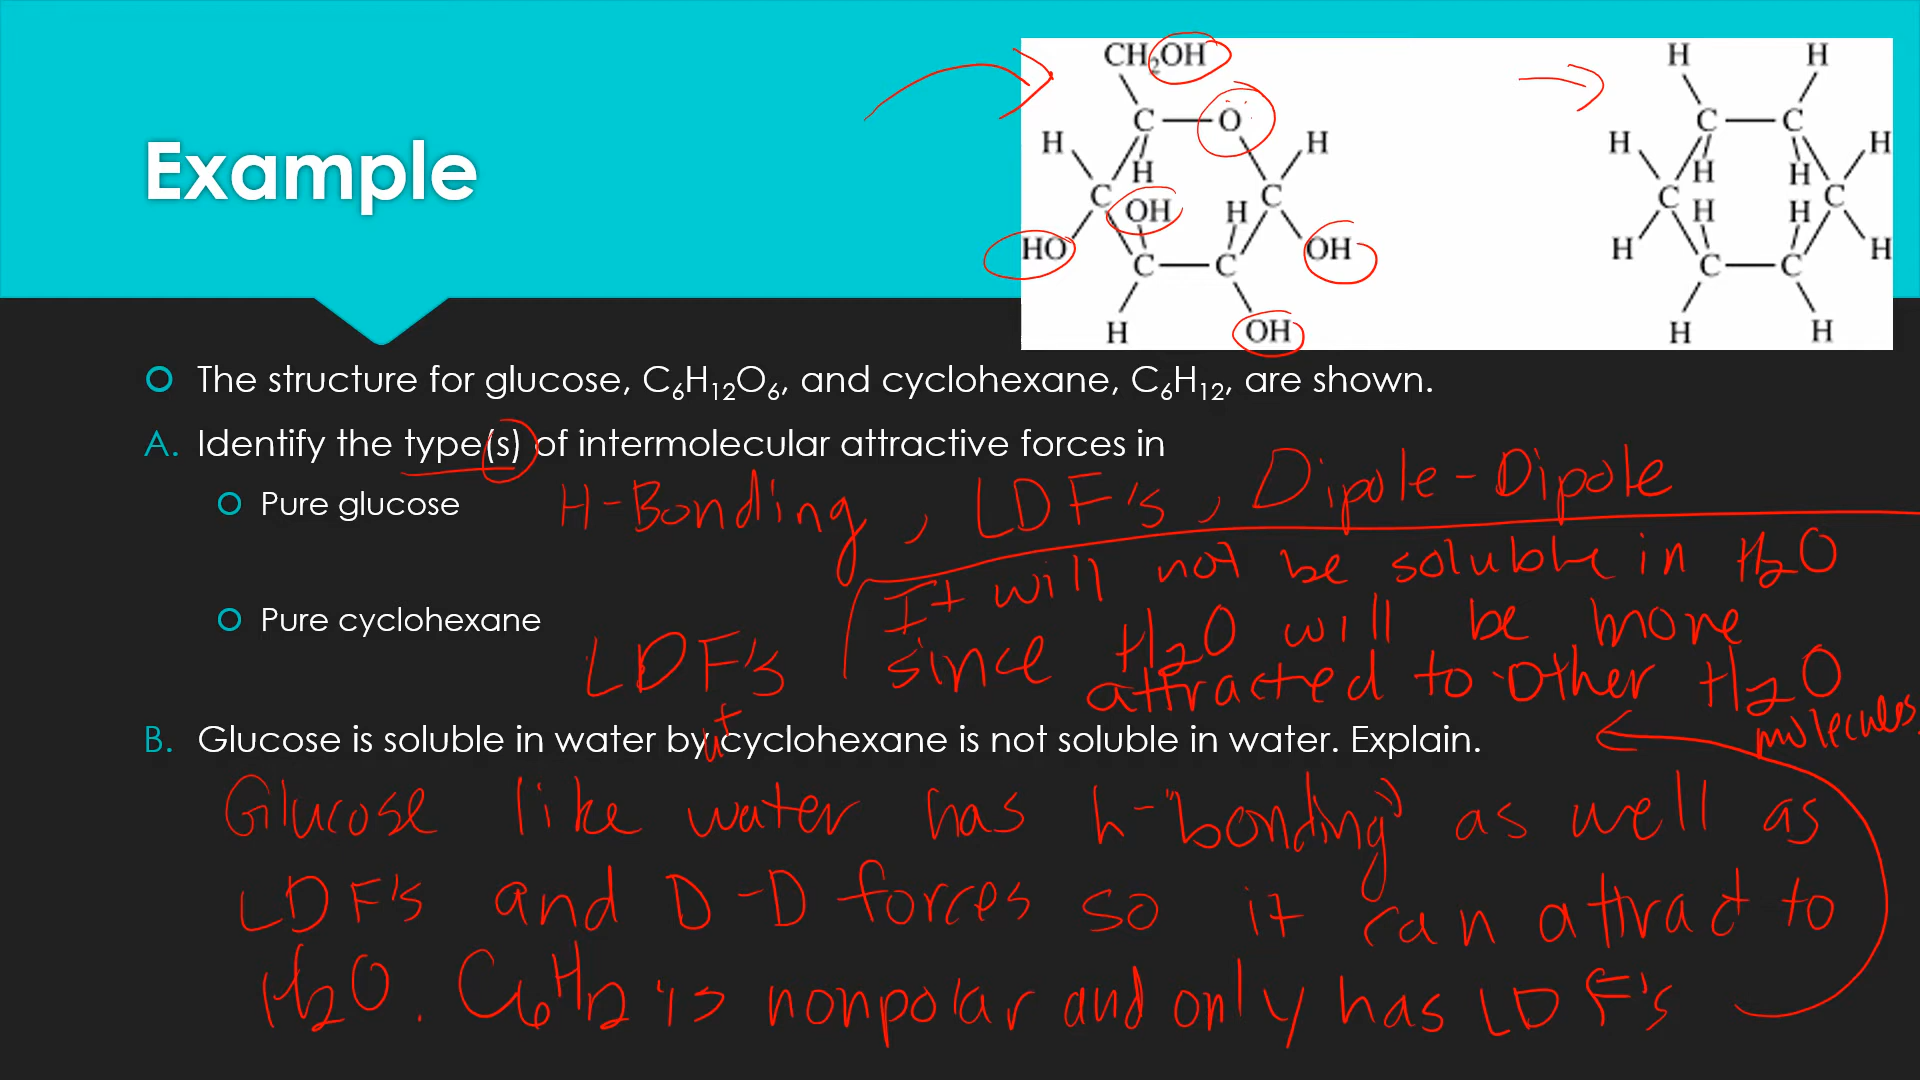 Example
CH₂OH
C — O
H H H
C H C
OH H
HO C — C OH
H OH
H H
C — C
H H H H
C C
H H H H
C — C
H H
The structure for glucose, C₆H₁₂O₆, and cyclohexane, C₆H₁₂, are shown.
A. Identify the type(s) of intermolecular attractive forces in
Pure glucose H-Bonding, LDF's, Dipole-Dipole
It will not be soluble in H₂O
Pure cyclohexane LDF's
since H₂O will be more
attracted to other H₂O
molecules.
B. Glucose is soluble in water by ut cyclohexane is not soluble in water. Explain.
Glucose like water has h-"bonding" as well as
LDF's and D-D forces so it can attract to
H₂O. C₆H₁₂ is nonpolar and only has LDF's